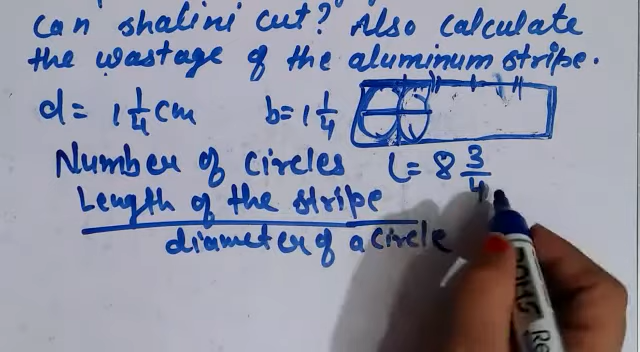 can shalini cut? Also calculate
the wastage of the aluminum stripe.
d= 1 1/4 cm b= 1 1/4
Number of circles l= 8 3/4
Length of the stripe
diameter of a circle